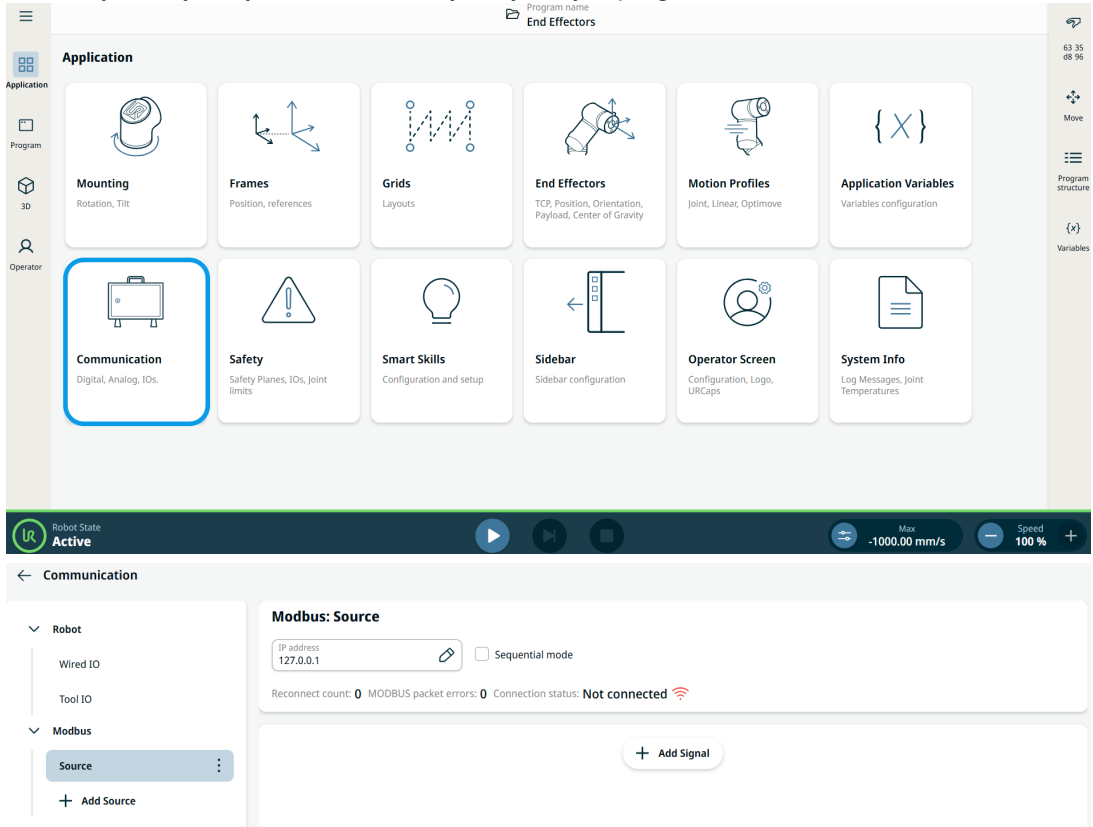 Program name
End Effectors
63 35
d8 96
Application
Application
Move
Program
Mounting
Rotation, Tilt
Frames
Position, references
Grids
Layouts
End Effectors
TCP, Position, Orientation,
Payload, Center of Gravity
Motion Profiles
Joint, Linear, Optimove
{X}
Application Variables
Variables configuration
Program
structure
3D
{x}
Variables
Operator
Communication
Digital, Analog, IOs.
Safety
Safety Planes, IOs, Joint
limits
Smart Skills
Configuration and setup
Sidebar
Sidebar configuration
Operator Screen
Configuration, Logo,
URCaps
System Info
Log Messages, Joint
Temperatures
UR
Robot State
Active
Max
-1000.00 mm/s
Speed
100 %
Communication
Robot
Wired IO
Tool IO
Modbus
Source
Add Source
Modbus: Source
IP address
127.0.0.1
Sequential mode
Reconnect count: 0 MODBUS packet errors: 0 Connection status: Not connected
Add Signal